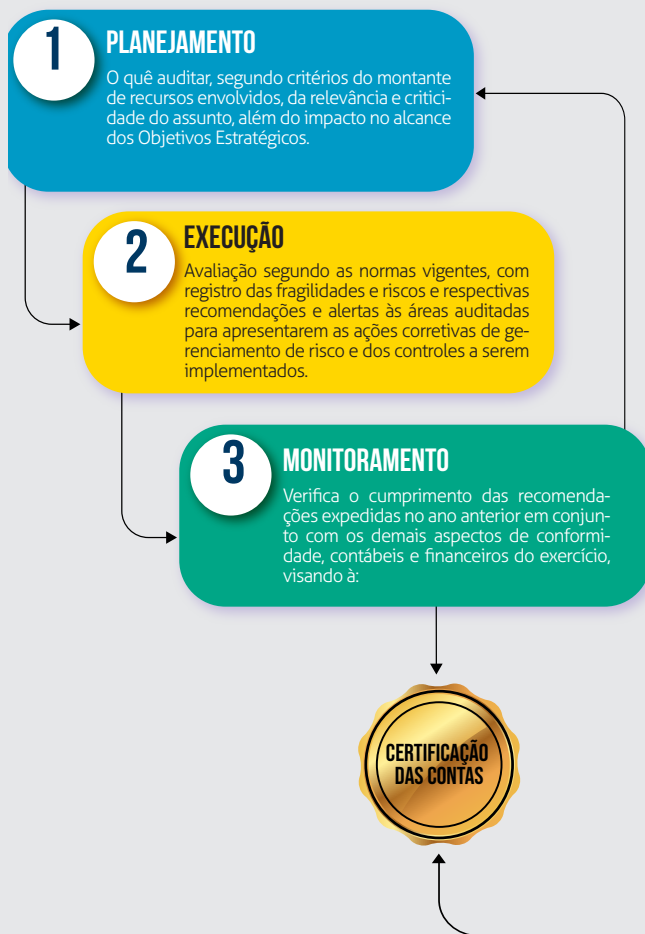 1
PLANEJAMENTO
O quê auditar, segundo critérios do montante
de recursos envolvidos, da relevância e critici-
dade do assunto, além do impacto no alcance
dos Objetivos Estratégicos.
2
EXECUÇÃO
Avaliação segundo as normas vigentes, com
registro das fragilidades e riscos e respectivas
recomendações e alertas às áreas auditadas
para apresentarem as ações corretivas de ge-
renciamento de risco e dos controles a serem
implementados.
3
MONITORAMENTO
Verifica o cumprimento das recomenda-
ções expedidas no ano anterior em conjun-
to com os demais aspectos de conformi-
dade, contábeis e financeiros do exercício,
visando à:
CERTIFICAÇÃO
DAS CONTAS